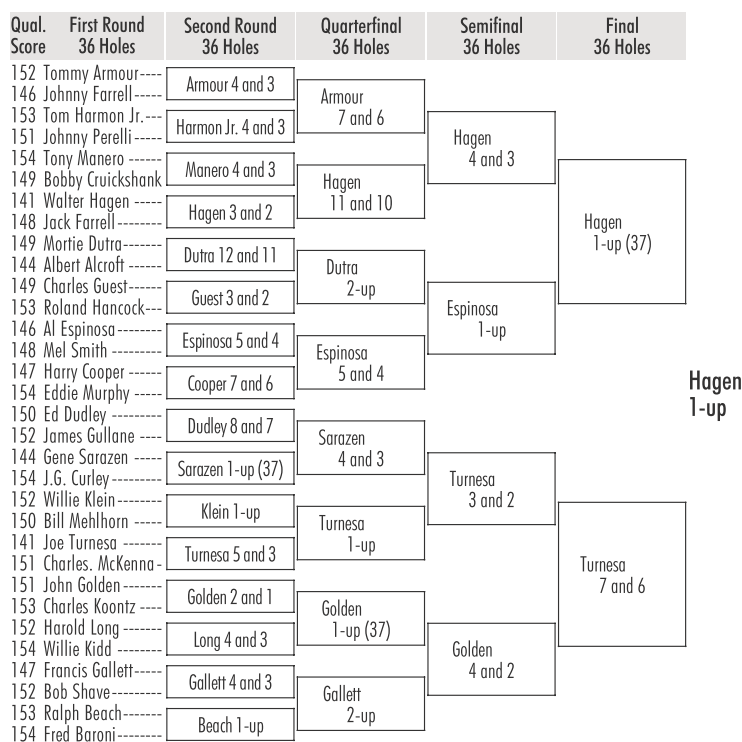 Qual. First Round Second Round Quarterfinal Semifinal Final
Score 36 Holes 36 Holes 36 Holes 36 Holes 36 Holes
152 Tommy Armour----
146 Johnny Farrell-----
Armour 4 and 3
153 Tom Harmon Jr.---
151 Johnny Perelli-----
Harmon Jr. 4 and 3
Armour
7 and 6
154 Tony Manero ------
149 Bobby Cruickshank
Manero 4 and 3
141 Walter Hagen -----
148 Jack Farrell--------
Hagen 3 and 2
Hagen
11 and 10
Hagen
4 and 3
149 Mortie Dutra-------
144 Albert Alcroft ------
Dutra 12 and 11
149 Charles Guest------
153 Roland Hancock---
Guest 3 and 2
Dutra
2-up
146 Al Espinosa--------
148 Mel Smith ---------
Espinosa 5 and 4
147 Harry Cooper ------
154 Eddie Murphy -----
Cooper 7 and 6
Espinosa
5 and 4
Espinosa
1-up
Hagen
1-up (37)
150 Ed Dudley ---------
152 James Gullane ----
Dudley 8 and 7
144 Gene Sarazen -----
154 J.G. Curley--------
Sarazen 1-up (37)
Sarazen
4 and 3
152 Willie Klein--------
150 Bill Mehlhorn -----
Klein 1-up
141 Joe Turnesa -------
151 Charles. McKenna-
Turnesa 5 and 3
Turnesa
1-up
Turnesa
3 and 2
151 John Golden -------
153 Charles Koontz ----
Golden 2 and 1
152 Harold Long -------
154 Willie Kidd --------
Long 4 and 3
Golden
1-up (37)
147 Francis Gallett-----
152 Bob Shave---------
Gallett 4 and 3
153 Ralph Beach-------
154 Fred Baroni--------
Beach 1-up
Gallett
2-up
Golden
4 and 2
Turnesa
7 and 6
Hagen
1-up